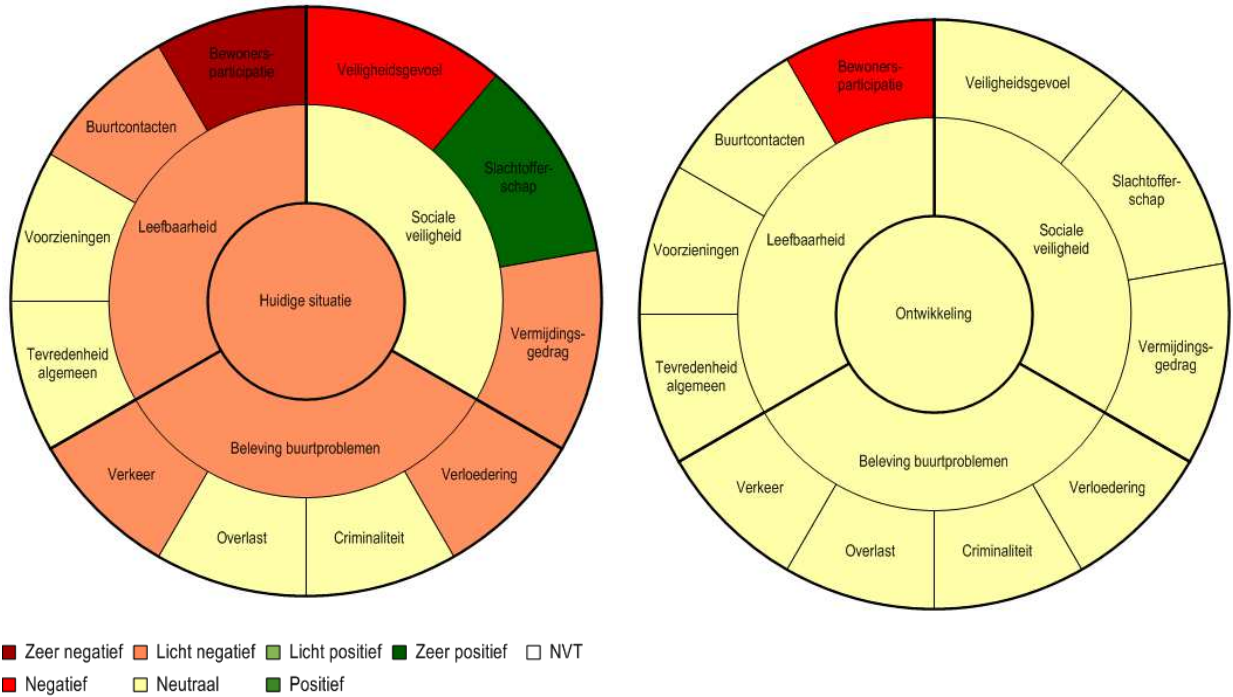 Bewoners-
participatie
Veiligheidsgevoel
Buurtcontacten
Slachtoffer-
schap
Voorzieningen
Leefbaarheid
Sociale
veiligheid
Huidige situatie
Tevredenheid
algemeen
Vermijdings-
gedrag
Beleving buurtproblemen
Verkeer
Verloedering
Overlast
Criminaliteit
Bewoners-
participatie
Veiligheidsgevoel
Buurtcontacten
Slachtoffer-
schap
Voorzieningen
Leefbaarheid
Sociale
veiligheid
Ontwikkeling
Tevredenheid
algemeen
Vermijdings-
gedrag
Beleving buurtproblemen
Verkeer
Verloedering
Overlast
Criminaliteit
Zeer negatief Licht negatief Licht positief Zeer positief NVT
Negatief Neutraal Positief